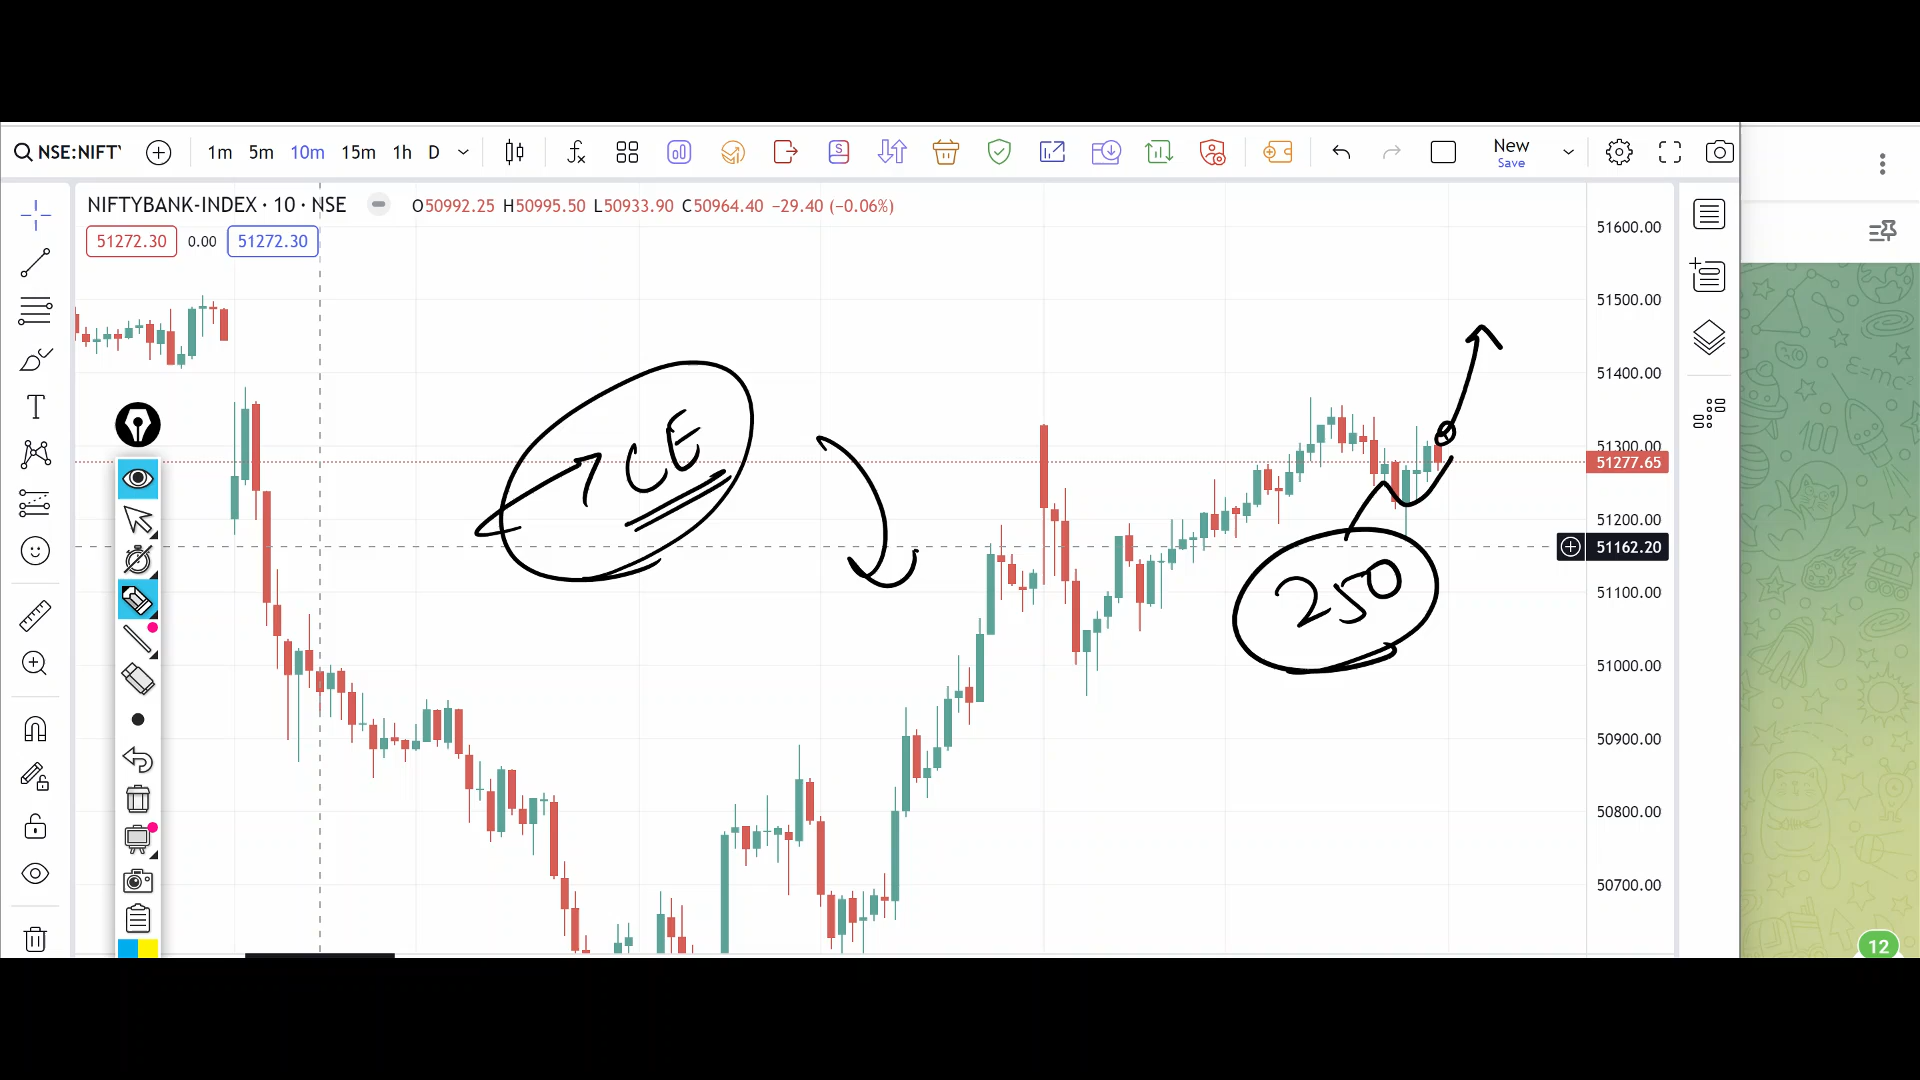 NSE:NIFTY
1m 5m 10m 15m 1h D
New
Save
NIFTYBANK-INDEX · 10 · NSE
O50992.25 H50995.50 L50933.90 C50964.40 −29.40 (−0.06%)
51272.30 0.00 51272.30
CE
250
51600.00
51500.00
51400.00
51300.00
51277.65
51200.00
51162.20
51100.00
51000.00
50900.00
50800.00
50700.00
12